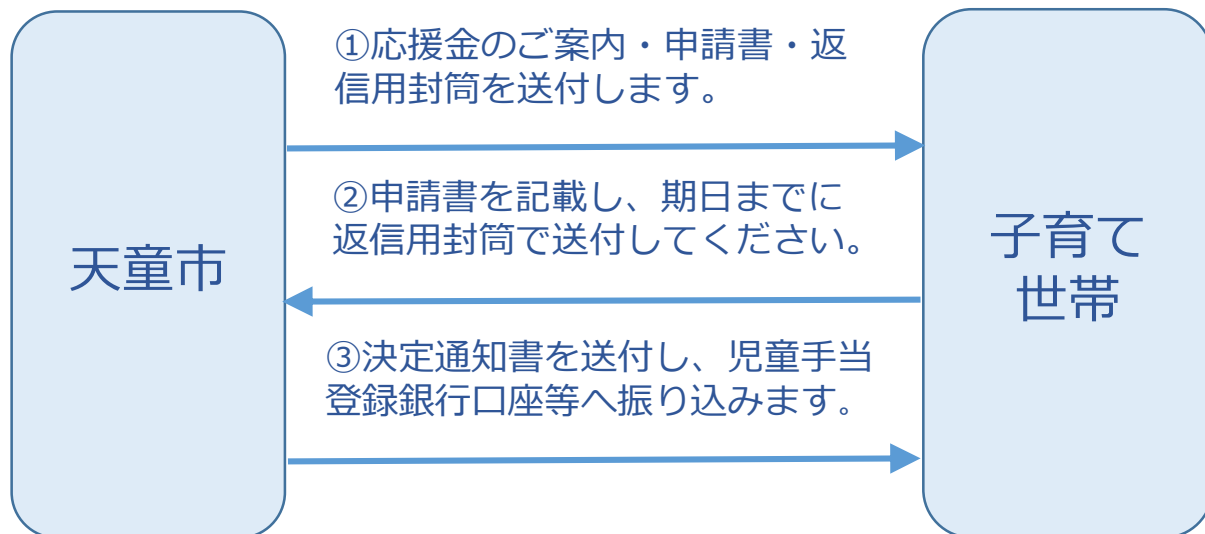 ①応援金のご案内・申請書・返
信用封筒を送付します。
②申請書を記載し、期日までに
返信用封筒で送付してください。
天童市
子育て
世帯
③決定通知書を送付し、児童手当
登録銀行口座等へ振り込みます。